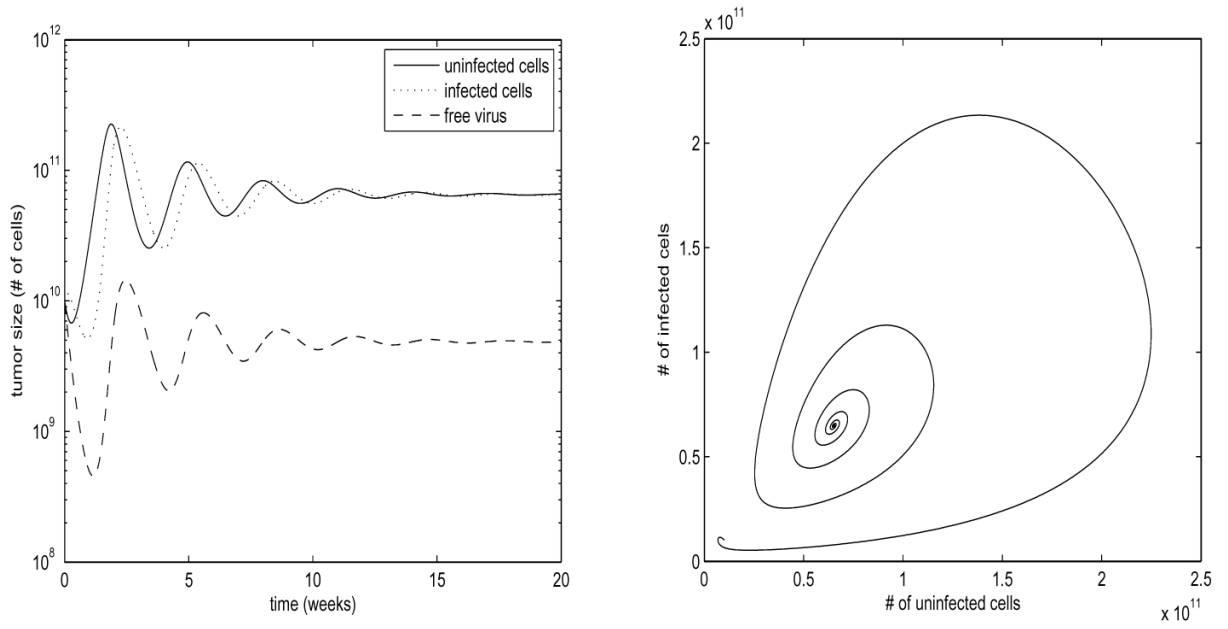 10^12
10^11
10^10
10^9
10^8
tumor size (# of cells)
uninfected cells
infected cells
free virus
0
5
10
15
20
time (weeks)
x 10^11
2.5
2
1.5
1
0.5
0
# of infected cels
0
0.5
1
1.5
2
2.5
# of uninfected cells
x 10^11